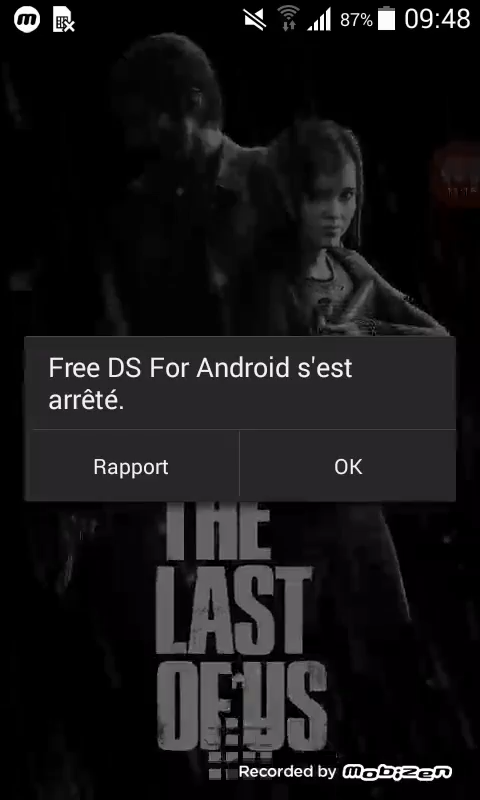 m 87% 09:48
Free DS For Android s'est
arrêté.
Rapport OK
THE
LAST
OF US
Recorded by Mobizen